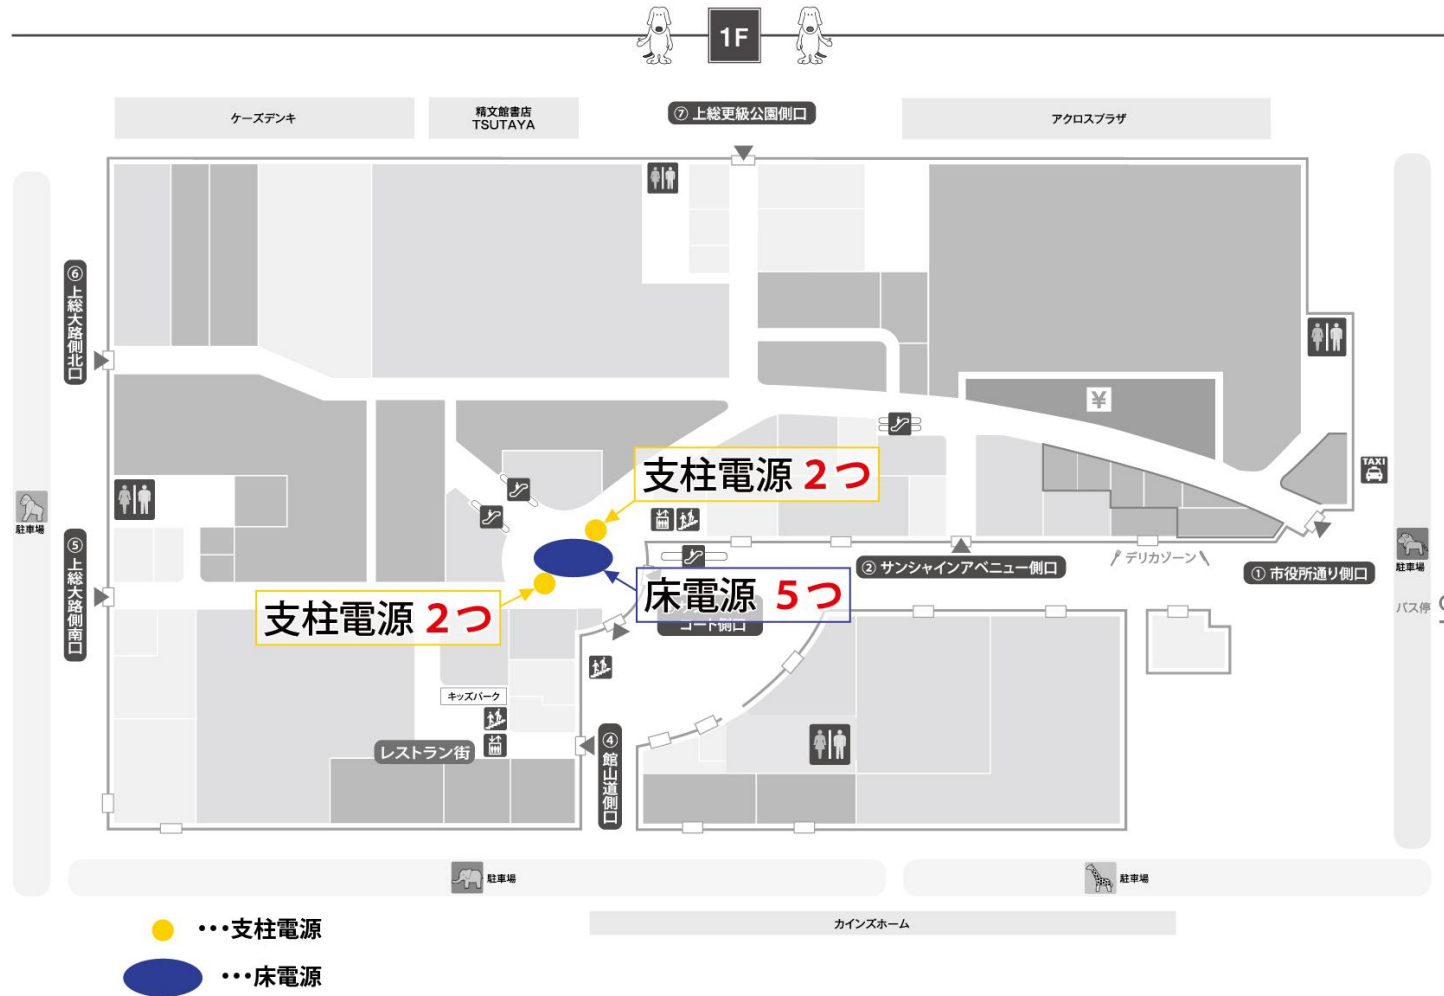 1F
ケーズデンキ
精文館書店
TSUTAYA
⑦ 上総更級公園側口
アクロスプラザ
⑥ 上総大路側北口
¥
TAXI
支柱電源 2つ
駐車場
⑤ 上総大路側南口
② サンシャインアベニュー側口
デリカゾーン
① 市役所通り側口
駐車場
バス停
床電源 5つ
コート側口
支柱電源 2つ
キッズパーク
レストラン街
④ 館山道側口
駐車場
駐車場
カインズホーム
･･･支柱電源
･･･床電源